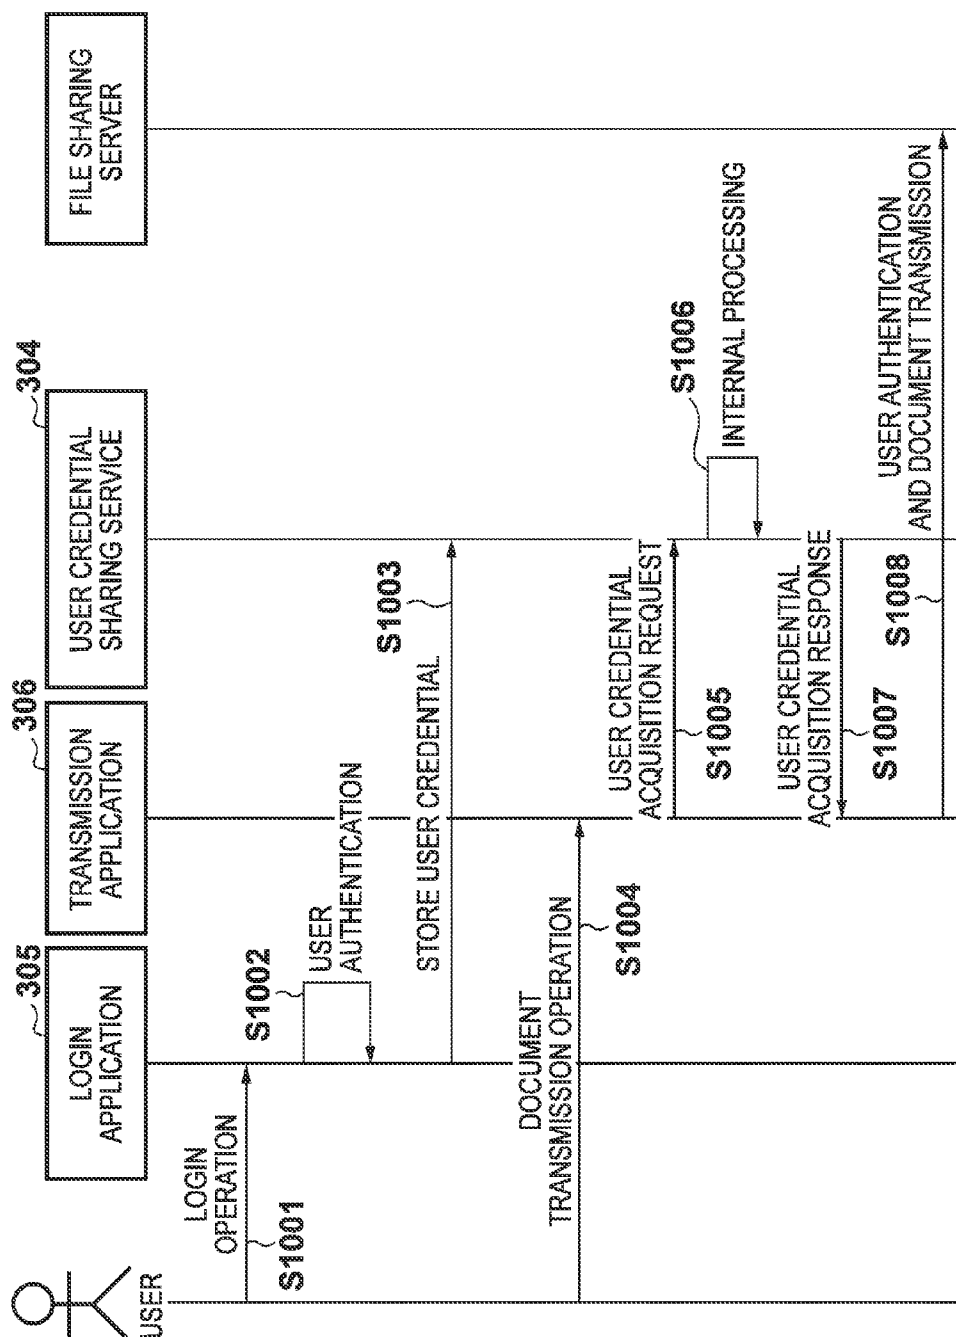 USER
305
LOGIN
APPLICATION
306
TRANSMISSION
APPLICATION
304
USER CREDENTIAL
SHARING SERVICE
FILE SHARING
SERVER
LOGIN
OPERATION
S1001
S1002
USER
AUTHENTICATION
STORE USER CREDENTIAL
S1003
DOCUMENT
TRANSMISSION OPERATION
S1004
USER CREDENTIAL
ACQUISITION REQUEST
S1005
S1006
INTERNAL PROCESSING
USER CREDENTIAL
ACQUISITION RESPONSE
S1007
USER AUTHENTICATION
AND DOCUMENT TRANSMISSION
S1008